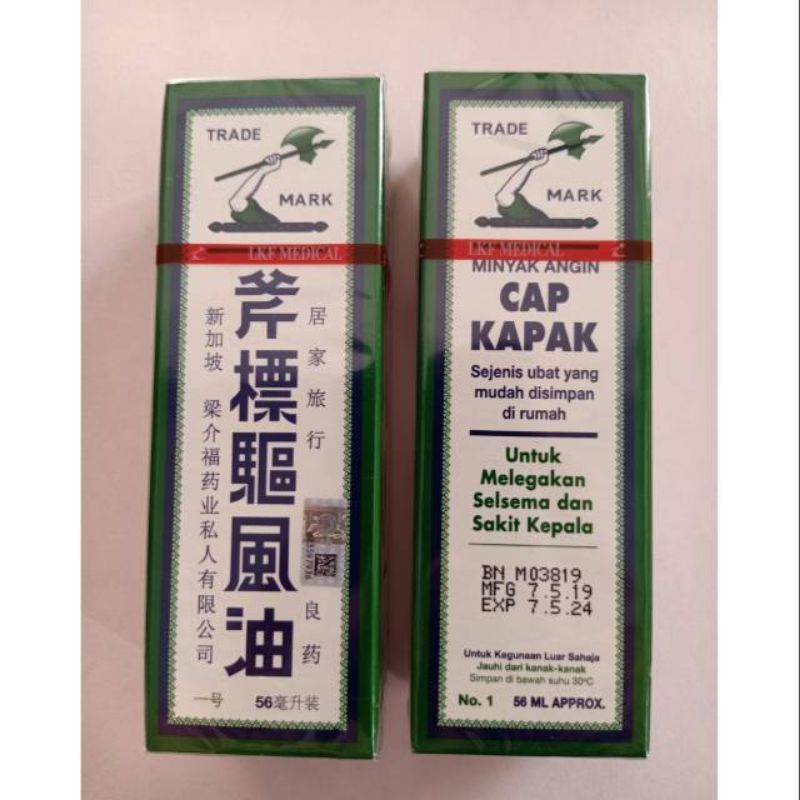 TRADE
MARK
LKF MEDICAL
斧標驅風油
居家旅行
良药
新加坡 梁介福药业私人有限公司
一号
56毫升装
TRADE
MARK
LKF MEDICAL
MINYAK ANGIN
CAP
KAPAK
Sejenis ubat yang
mudah disimpan
di rumah
Untuk
Melegakan
Selsema dan
Sakit Kepala
BN M03819
MFG 7.5.19
EXP 7.5.24
Untuk Kegunaan Luar Sahaja
Jauhi dari kanak-kanak
Simpan di bawah suhu 30ºC
No. 1 56 ML APPROX.